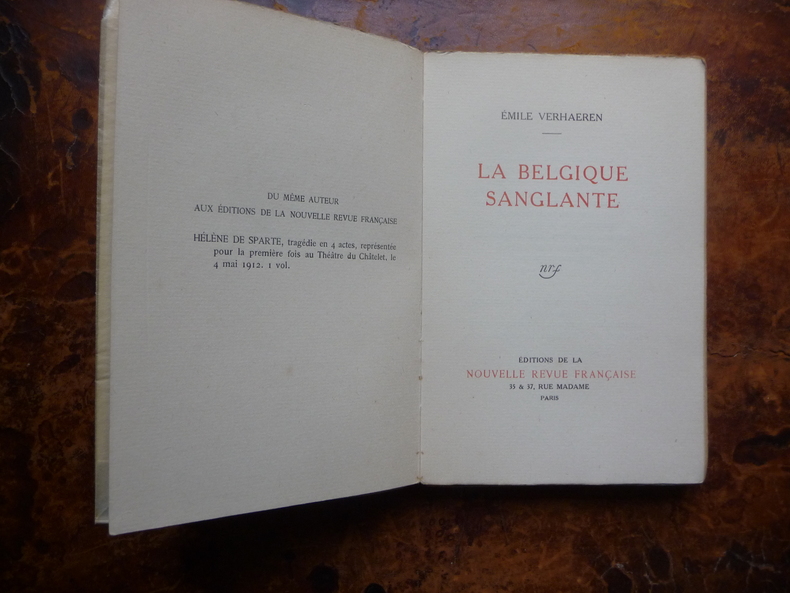 DU MÊME AUTEUR
AUX ÉDITIONS DE LA NOUVELLE REVUE FRANÇAISE
HÉLÈNE DE SPARTE, tragédie en 4 actes, représentée
pour la première fois au Théâtre du Châtelet, le
4 mai 1912. 1 vol.
ÉMILE VERHAEREN
LA BELGIQUE
SANGLANTE
nrf
ÉDITIONS DE LA
NOUVELLE REVUE FRANÇAISE
35 & 37, RUE MADAME
PARIS